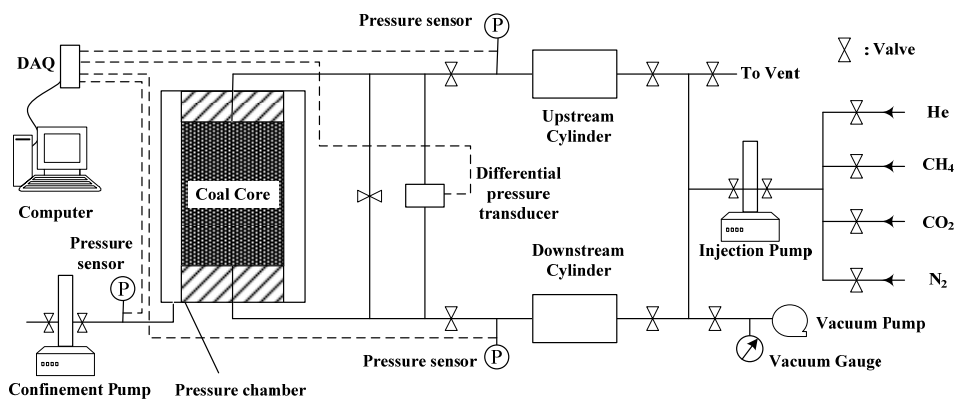 Pressure sensor
P
DAQ
: Valve
To Vent
Upstream
Cylinder
He
CH4
CO2
N2
Coal Core
Differential
pressure
transducer
Computer
Pressure
sensor
P
Injection Pump
Downstream
Cylinder
Vacuum Pump
Pressure sensor
P
Vacuum Gauge
Confinement Pump
Pressure chamber